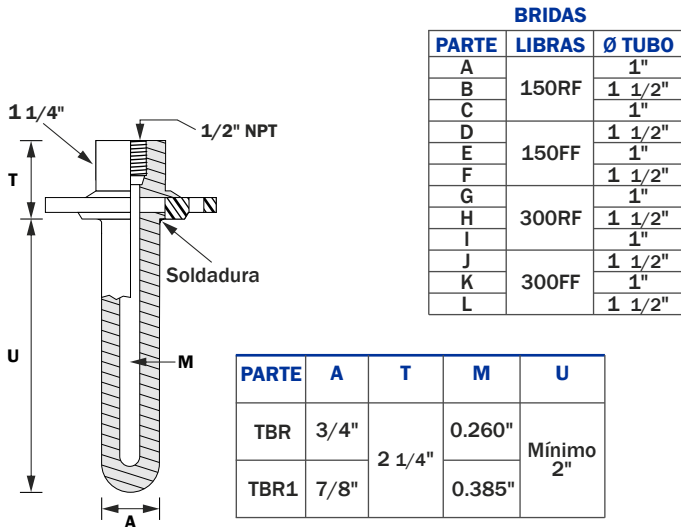 BRIDAS
PARTE LIBRAS Ø TUBO
A 150RF 1"
B 1 1/2"
C 1"
D 150FF 1 1/2"
E 1"
F 1 1/2"
G 300RF 1"
H 1 1/2"
I 1"
J 300FF 1 1/2"
K 1"
L 1 1/2"
1 1/4"
1/2" NPT
T
Soldadura
U
M
A
PARTE A T M U
TBR 3/4" 2 1/4" 0.260" Mínimo 2"
TBR1 7/8" 0.385"